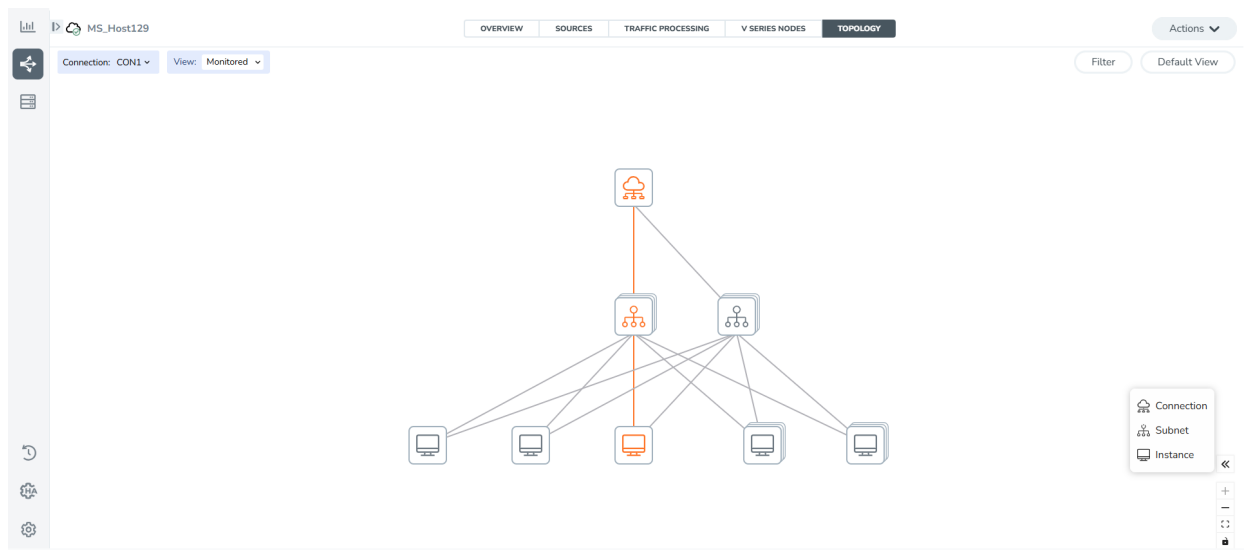 MS_Host129
OVERVIEW SOURCES TRAFFIC PROCESSING V SERIES NODES TOPOLOGY
Actions
Connection: CON1 View: Monitored
Filter Default View
Connection
Subnet
Instance
HA